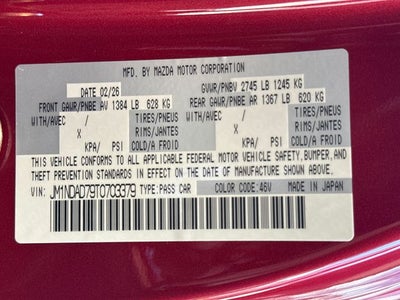 MFD. BY MAZDA MOTOR CORPORATION
DATE 02/26 GVWR/PNBV 2745 LB 1245 KG
FRONT GAWR/PNBE AV 1384 LB 628 KG REAR GAWR/PNBE AR 1367 LB 620 KG
WITH/AVEC / TIRES/PNEUS WITH/AVEC / TIRES/PNEUS
X RIMS/JANTES X RIMS/JANTES
KPA/ PSI COLD/A FROID KPA/ PSI COLD/A FROID
THIS VEHICLE CONFORMS TO ALL APPLICABLE FEDERAL MOTOR VEHICLE SAFETY, BUMPER, AND
THEFT PREVENTION STANDARDS IN EFFECT ON THE DATE OF MANUFACTURE SHOWN ABOVE.
VIN: JM1NDAD79T0703379 TYPE: PASS CAR COLOR CODE: 46V MADE IN JAPAN